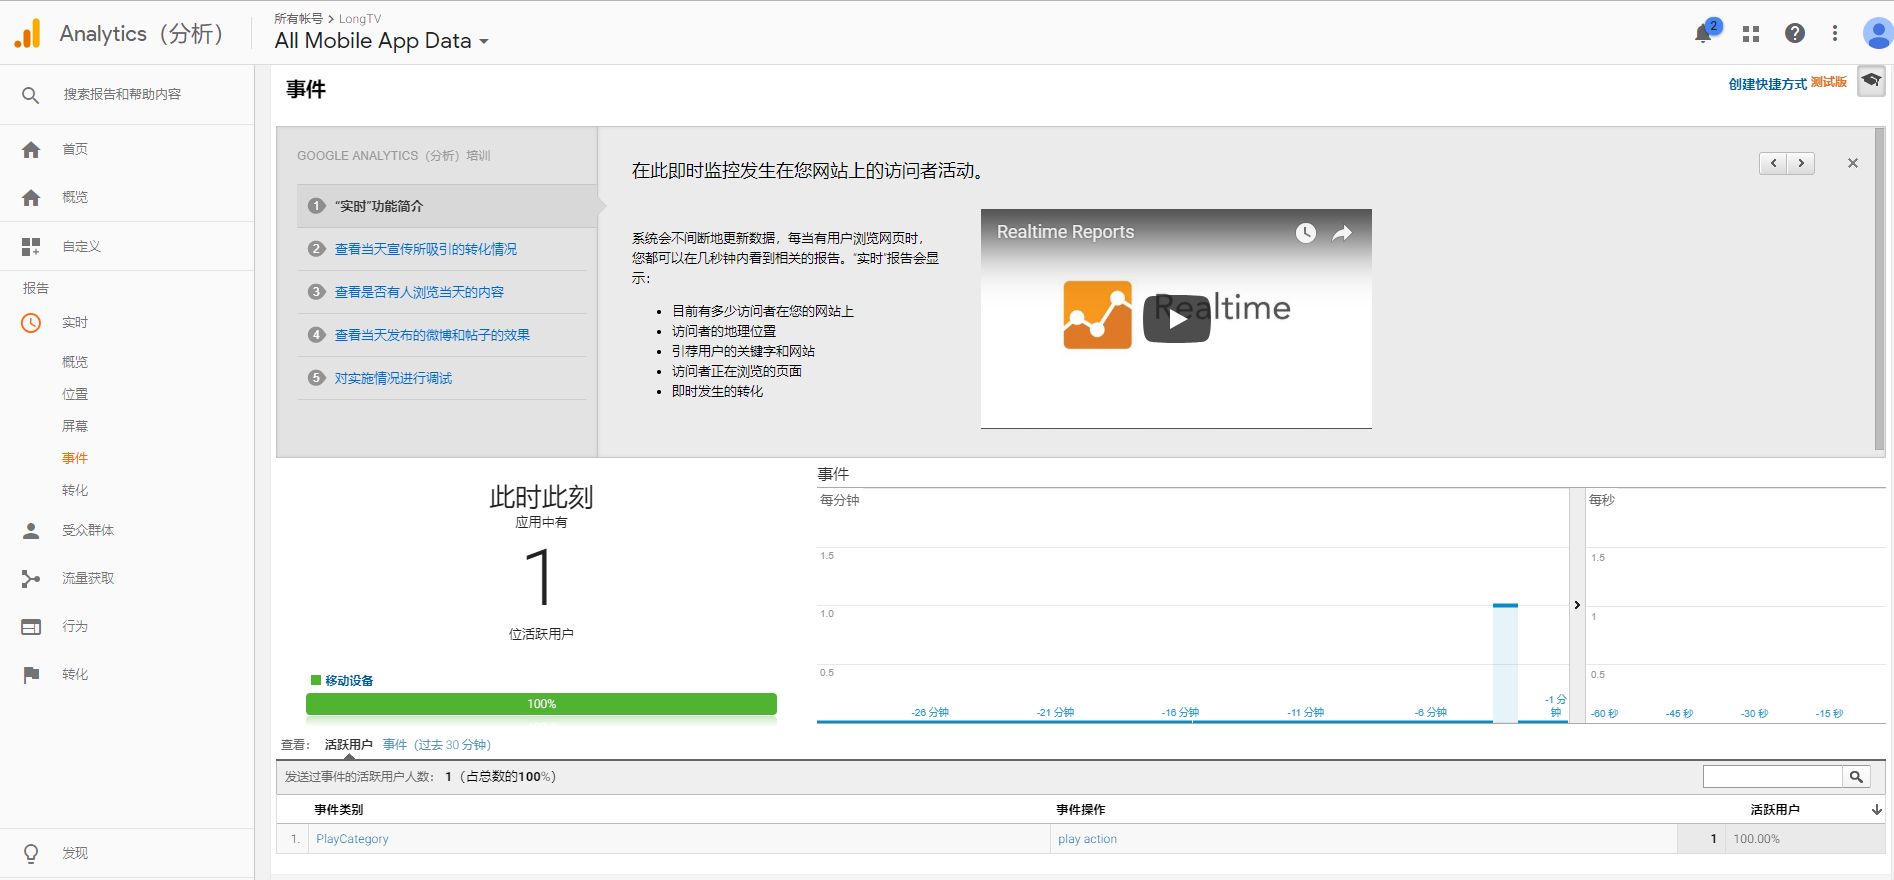 Analytics（分析）
所有帐号 > LongTV
All Mobile App Data
2
搜索报告和帮助内容
首页
概览
自定义
报告
实时
概览
位置
屏幕
事件
转化
受众群体
流量获取
行为
转化
发现
事件
创建快捷方式 测试版
GOOGLE ANALYTICS（分析）培训
1 “实时”功能简介
2 查看当天宣传所吸引的转化情况
3 查看是否有人浏览当天的内容
4 查看当天发布的微博和帖子的效果
5 对实施情况进行调试
在此即时监控发生在您网站上的访问者活动。
系统会不间断地更新数据，每当有用户浏览网页时，
您都可以在几秒钟内看到相关的报告。“实时”报告会显
示：
• 目前有多少访问者在您的网站上
• 访问者的地理位置
• 引荐用户的关键字和网站
• 访问者正在浏览的页面
• 即时发生的转化
Realtime Reports
Realtime
此时此刻
应用中有
1
位活跃用户
移动设备
100%
事件
每分钟
1.5
1.0
0.5
-26 分钟
-21 分钟
-16 分钟
-11 分钟
-6 分钟
-1 分
钟
每秒
1.5
1
0.5
-60 秒
-45 秒
-30 秒
-15 秒
查看： 活跃用户 事件（过去 30 分钟）
发送过事件的活跃用户人数： 1（占总数的100%）
事件类别 事件操作 活跃用户
1. PlayCategory play action 1 100.00%